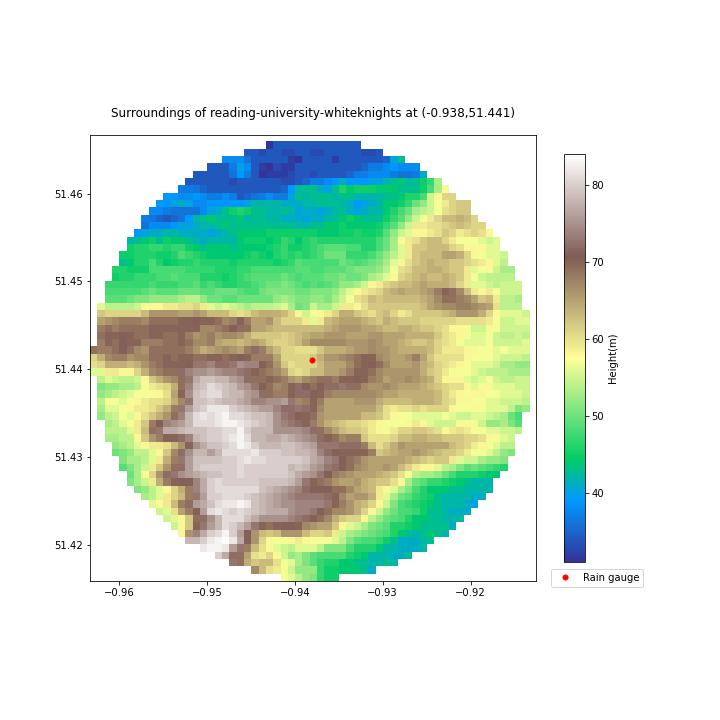 Surroundings of reading-university-whiteknights at (-0.938,51.441)
51.46
51.45
51.44
51.43
51.42
−0.96 −0.95 −0.94 −0.93 −0.92
80
70
60
50
40
Height(m)
Rain gauge